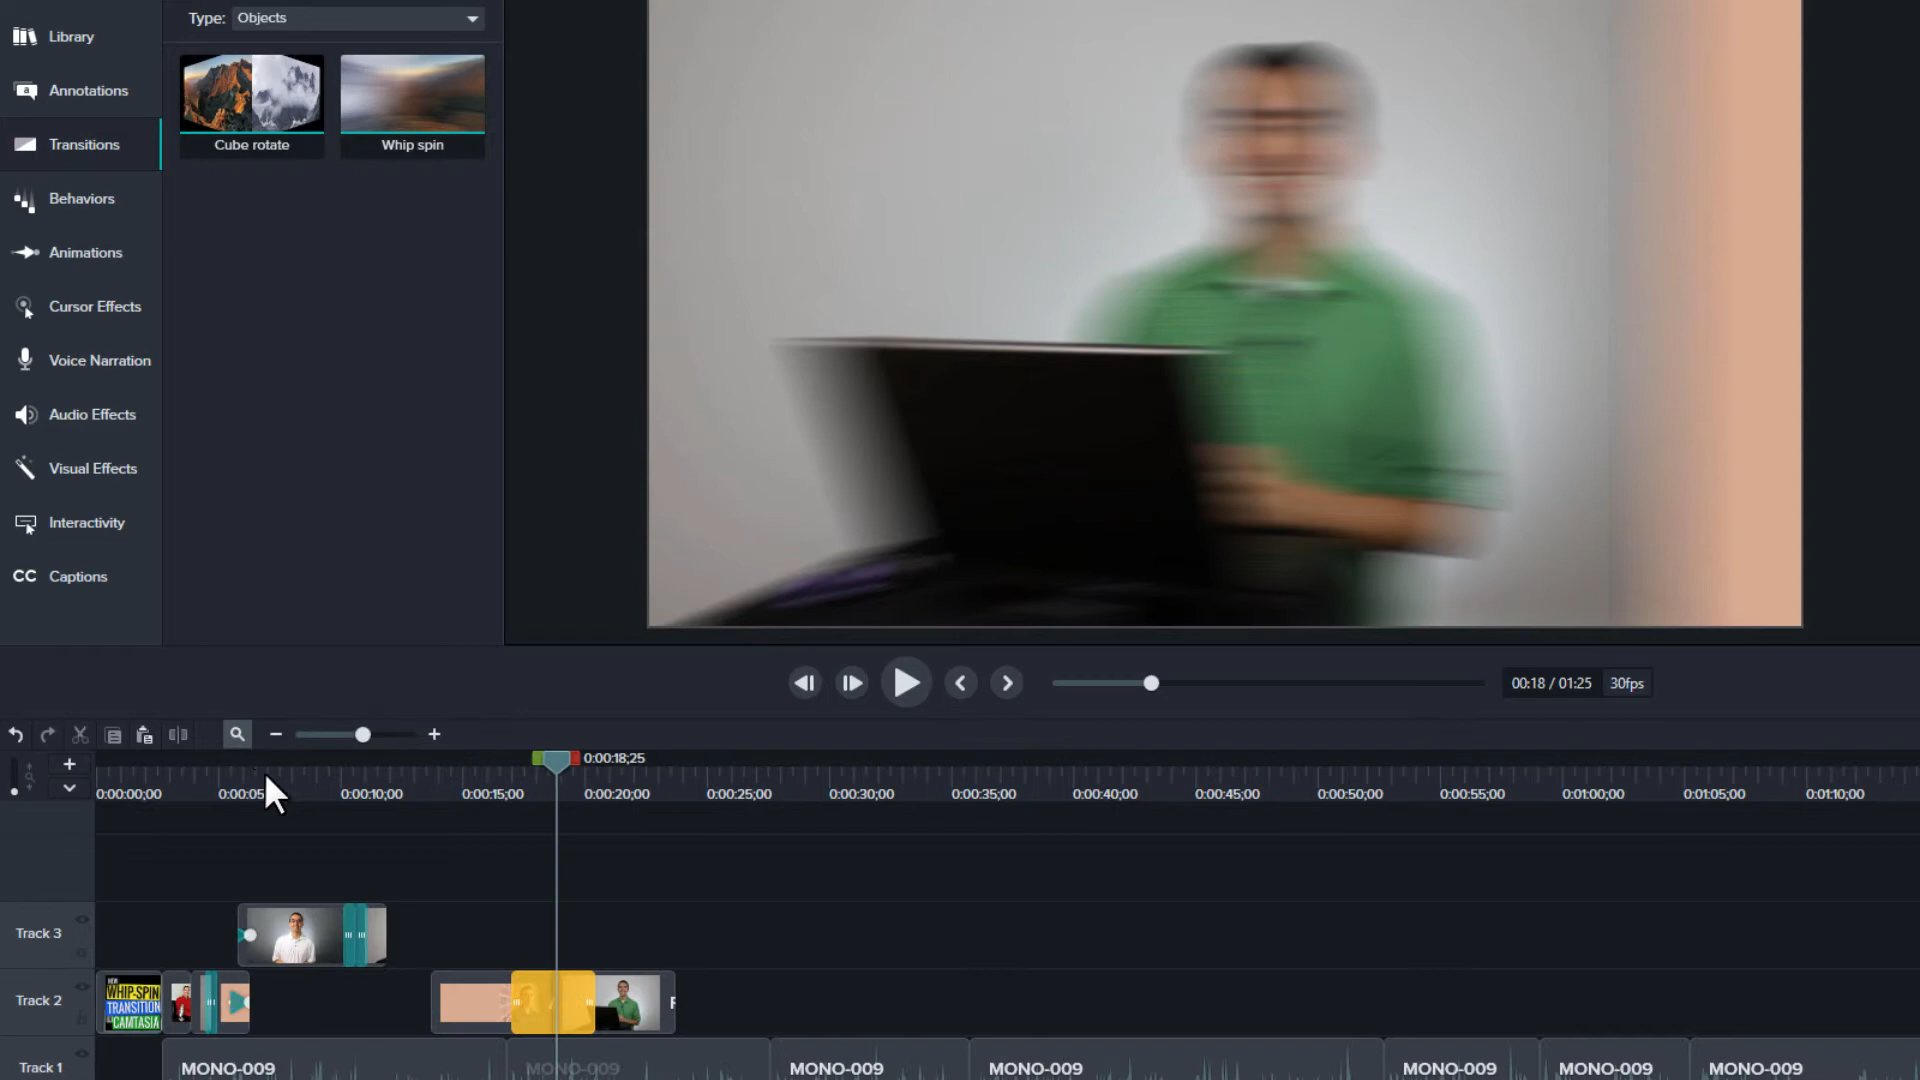 Library
Annotations
Transitions
Behaviors
Animations
Cursor Effects
Voice Narration
Audio Effects
Visual Effects
Interactivity
CC Captions
Type: Objects
Cube rotate
Whip spin
00:18 / 01:25 30fps
0:00:18;25
0:00:00;00 0:00:05 0:00:10;00 0:00:15;00 0:00:20;00 0:00:25;00 0:00:30;00 0:00:35;00 0:00:40;00 0:00:45;00 0:00:50;00 0:00:55;00 0:01:00;00 0:01:05;00 0:01:10;00
Track 3
Track 2
NEW
WHIP-SPIN
TRANSITION
CAMTASIA
Track 1
MONO-009 MONO-009 MONO-009 MONO-009 MONO-009 MONO-009 MONO-009